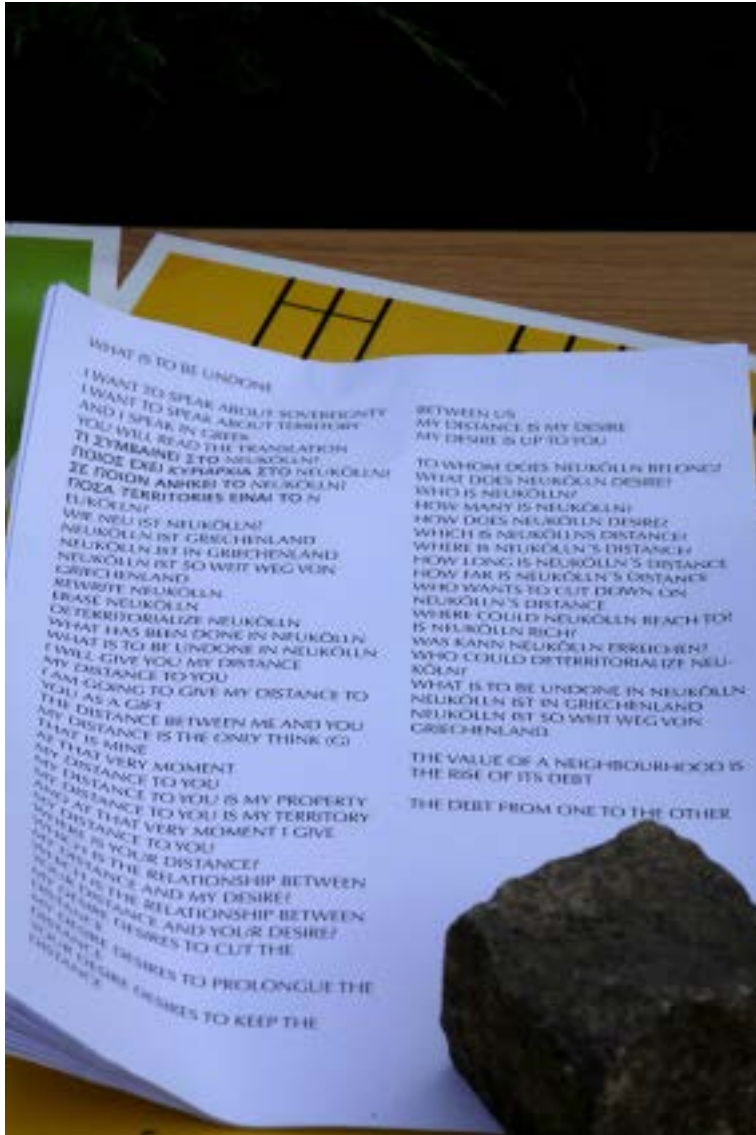 WHAT IS TO BE UNDONE
I WANT TO SPEAK ABOUT SOVEREIGNTY
I WANT TO SPEAK ABOUT TERRITORY
AND I SPEAK IN GREEK
YOU WILL READ THE TRANSLATION
ΤΙ ΣΥΜΒΑΙΝΕΙ ΣΤΟ NEUKÖLLN?
ΠΟΙΟΣ ΕΧΕΙ ΚΥΡΙΑΡΧΙΑ ΣΤΟ NEUKÖLLN?
ΣΕ ΠΟΙΟΝ ΑΝΗΚΕΙ ΤΟ NEUKÖLLN?
ΠΟΣΑ TERRITORIES ΕΙΝΑΙ ΤΟ N
EUKÖLLN?
WIE NEU IST NEUKÖLLN?
NEUKÖLLN IST GRIECHENLAND
NEUKÖLLN IST IN GRIECHENLAND
NEUKÖLLN IST SO WEIT WEG VON
GRIECHENLAND
REWRITE NEUKÖLLN
ERASE NEUKÖLLN
DETERRITORIALIZE NEUKÖLLN
WHAT HAS BEEN DONE IN NEUKÖLLN
WHAT IS TO BE UNDONE IN NEUKÖLLN
I WILL GIVE YOU MY DISTANCE
MY DISTANCE TO YOU
I AM GOING TO GIVE MY DISTANCE TO
YOU AS A GIFT
THE DISTANCE BETWEEN ME AND YOU
MY DISTANCE IS THE ONLY THINK (G)
THAT IS MINE
AT THAT VERY MOMENT
MY DISTANCE TO YOU
MY DISTANCE TO YOU IS MY PROPERTY
MY DISTANCE TO YOU IS MY TERRITORY
AND AT THAT VERY MOMENT I GIVE
MY DISTANCE TO YOU
WHERE IS YOUR DISTANCE?
WHICH IS THE RELATIONSHIP BETWEEN
MY DISTANCE AND MY DESIRE?
WHICH IS THE RELATIONSHIP BETWEEN
YOUR DISTANCE AND YOUR DESIRE?
MY DESIRE DESIRES TO CUT THE
DISTANCE
MY DESIRE DESIRES TO PROLONGUE THE
DISTANCE
YOUR DESIRE DESIRES TO KEEP THE
DISTANCE
BETWEEN US
MY DISTANCE IS MY DESIRE
MY DESIRE IS UP TO YOU
TO WHOM DOES NEUKÖLLN BELONG?
WHAT DOES NEUKÖLLN DESIRE?
WHO IS NEUKÖLLN?
HOW MANY IS NEUKÖLLN?
HOW DOES NEUKÖLLN DESIRE?
WHICH IS NEUKÖLLNS DISTANCE?
WHERE IS NEUKÖLLN'S DISTANCE?
HOW LONG IS NEUKÖLLN'S DISTANCE
HOW FAR IS NEUKÖLLN'S DISTANCE
WHO WANTS TO CUT DOWN ON
NEUKÖLLN'S DISTANCE
WHERE COULD NEUKÖLLN REACH TO?
IS NEUKÖLLN RICH?
WAS KANN NEUKÖLLN ERREICHEN?
WHO COULD DETERRITORIALIZE NEU-
KÖLN?
WHAT IS TO BE UNDONE IN NEUKÖLLN
NEUKÖLLN IST IN GRIECHENLAND
NEUKÖLLN IST SO WEIT WEG VON
GRIECHENLAND
THE VALUE OF A NEIGHBOURHOOD IS
THE RISE OF ITS DEBT
THE DEBT FROM ONE TO THE OTHER